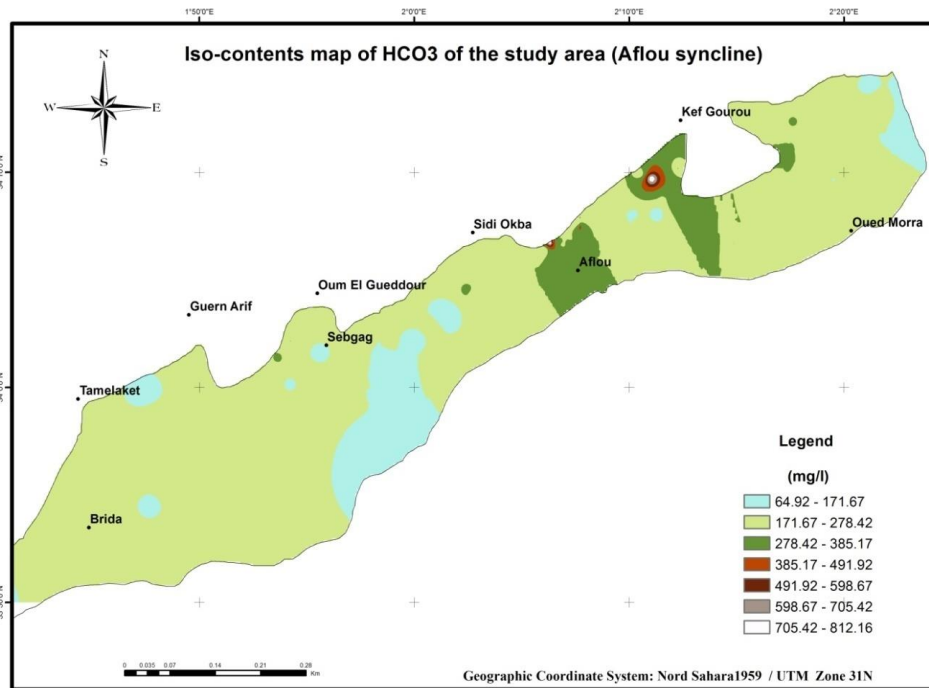 1°50'0"E 2°0'0"E 2°10'0"E 2°20'0"E
Iso-contents map of HCO3 of the study area (Aflou syncline)
N
W E
S
Kef Gourou
Sidi Okba
Oued Morra
Aflou
Oum El Gueddour
Guern Arif
Sebgag
Tamelaket
Brida
Legend
(mg/l)
64.92 - 171.67
171.67 - 278.42
278.42 - 385.17
385.17 - 491.92
491.92 - 598.67
598.67 - 705.42
705.42 - 812.16
0 0.035 0.07 0.14 0.21 0.28
Km
Geographic Coordinate System: Nord Sahara1959 / UTM Zone 31N